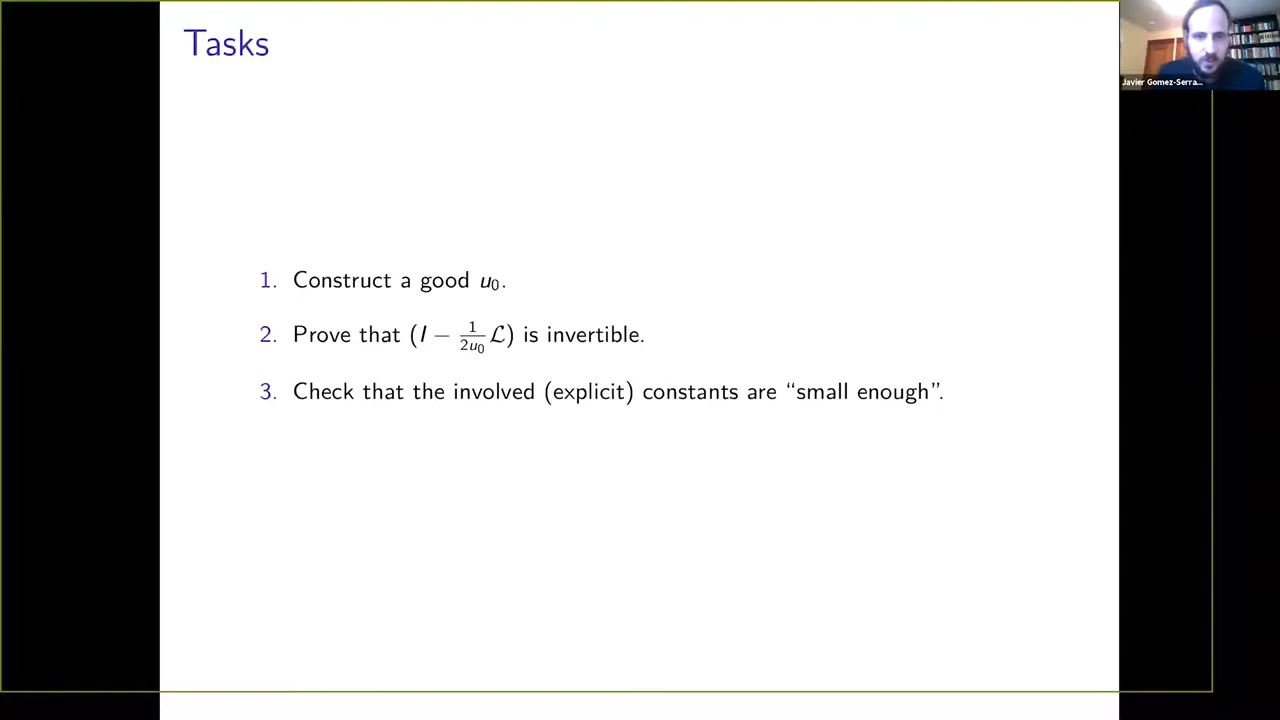 Tasks
Javier Gomez-Serra...
1. Construct a good u₀.
2. Prove that (I − \frac{1}{2u₀}ℒ) is invertible.
3. Check that the involved (explicit) constants are “small enough”.